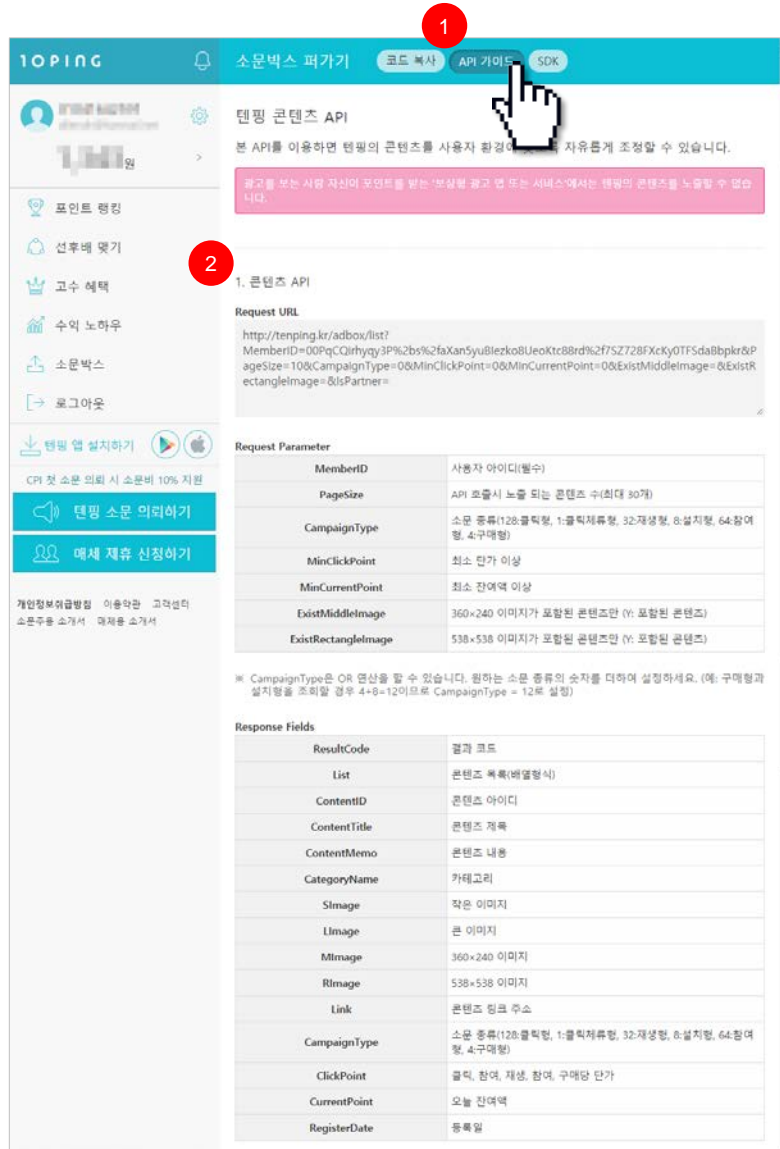 1
10PING
소문박스 퍼가기
코드 복사
API 가이드
SDK
원
포인트 랭킹
선후배 맺기
고수 혜택
수익 노하우
소문박스
로그아웃
텐핑 앱 설치하기
CPI 첫 소문 의뢰 시 소문비 10% 지원
텐핑 소문 의뢰하기
매체 제휴 신청하기
개인정보취급방침 이용약관 고객센터
소문주용 소개서 매체용 소개서
텐핑 콘텐츠 API
본 API를 이용하면 텐핑의 콘텐츠를 사용자 환경에 자유롭게 조정할 수 있습니다.
광고를 보는 사람 자신이 포인트를 받는 '보상형 광고 앱 또는 서비스'에서는 텐핑의 콘텐츠를 노출할 수 없습
니다.
2
1. 콘텐츠 API
Request URL
http://tenping.kr/adbox/list?
ageSize=10&CampaignType=0&MinClickPoint=0&MinCurrentPoint=0&ExistMiddleImage=&ExistR
ectangleImage=&IsPartner=
Request Parameter
MemberID 사용자 아이디(필수)
PageSize API 호출시 노출 되는 콘텐츠 수(최대 30개)
CampaignType 소문 종류(128:클릭형, 1:클릭제휴형, 32:재생형, 8:설치형, 64:참여
형, 4:구매형)
MinClickPoint 최소 단가 이상
MinCurrentPoint 최소 잔여액 이상
ExistMiddleImage 360×240 이미지가 포함된 콘텐츠만 (Y: 포함된 콘텐츠)
ExistRectangleImage 538×538 이미지가 포함된 콘텐츠만 (Y: 포함된 콘텐츠)
※ CampaignType은 OR 연산을 할 수 있습니다. 원하는 소문 종류의 숫자를 더하여 설정하세요. (예: 구매형과
설치형을 조회할 경우 4+8=12이므로 CampaignType = 12로 설정)
Response Fields
ResultCode 결과 코드
List 콘텐츠 목록(배열형식)
ContentID 콘텐츠 아이디
ContentTitle 콘텐츠 제목
ContentMemo 콘텐츠 내용
CategoryName 카테고리
SImage 작은 이미지
LImage 큰 이미지
MImage 360×240 이미지
RImage 538×538 이미지
Link 콘텐츠 링크 주소
CampaignType 소문 종류(128:클릭형, 1:클릭제휴형, 32:재생형, 8:설치형, 64:참여
형, 4:구매형)
ClickPoint 클릭, 참여, 재생, 참여, 구매당 단가
CurrentPoint 오늘 잔여액
RegisterDate 등록일